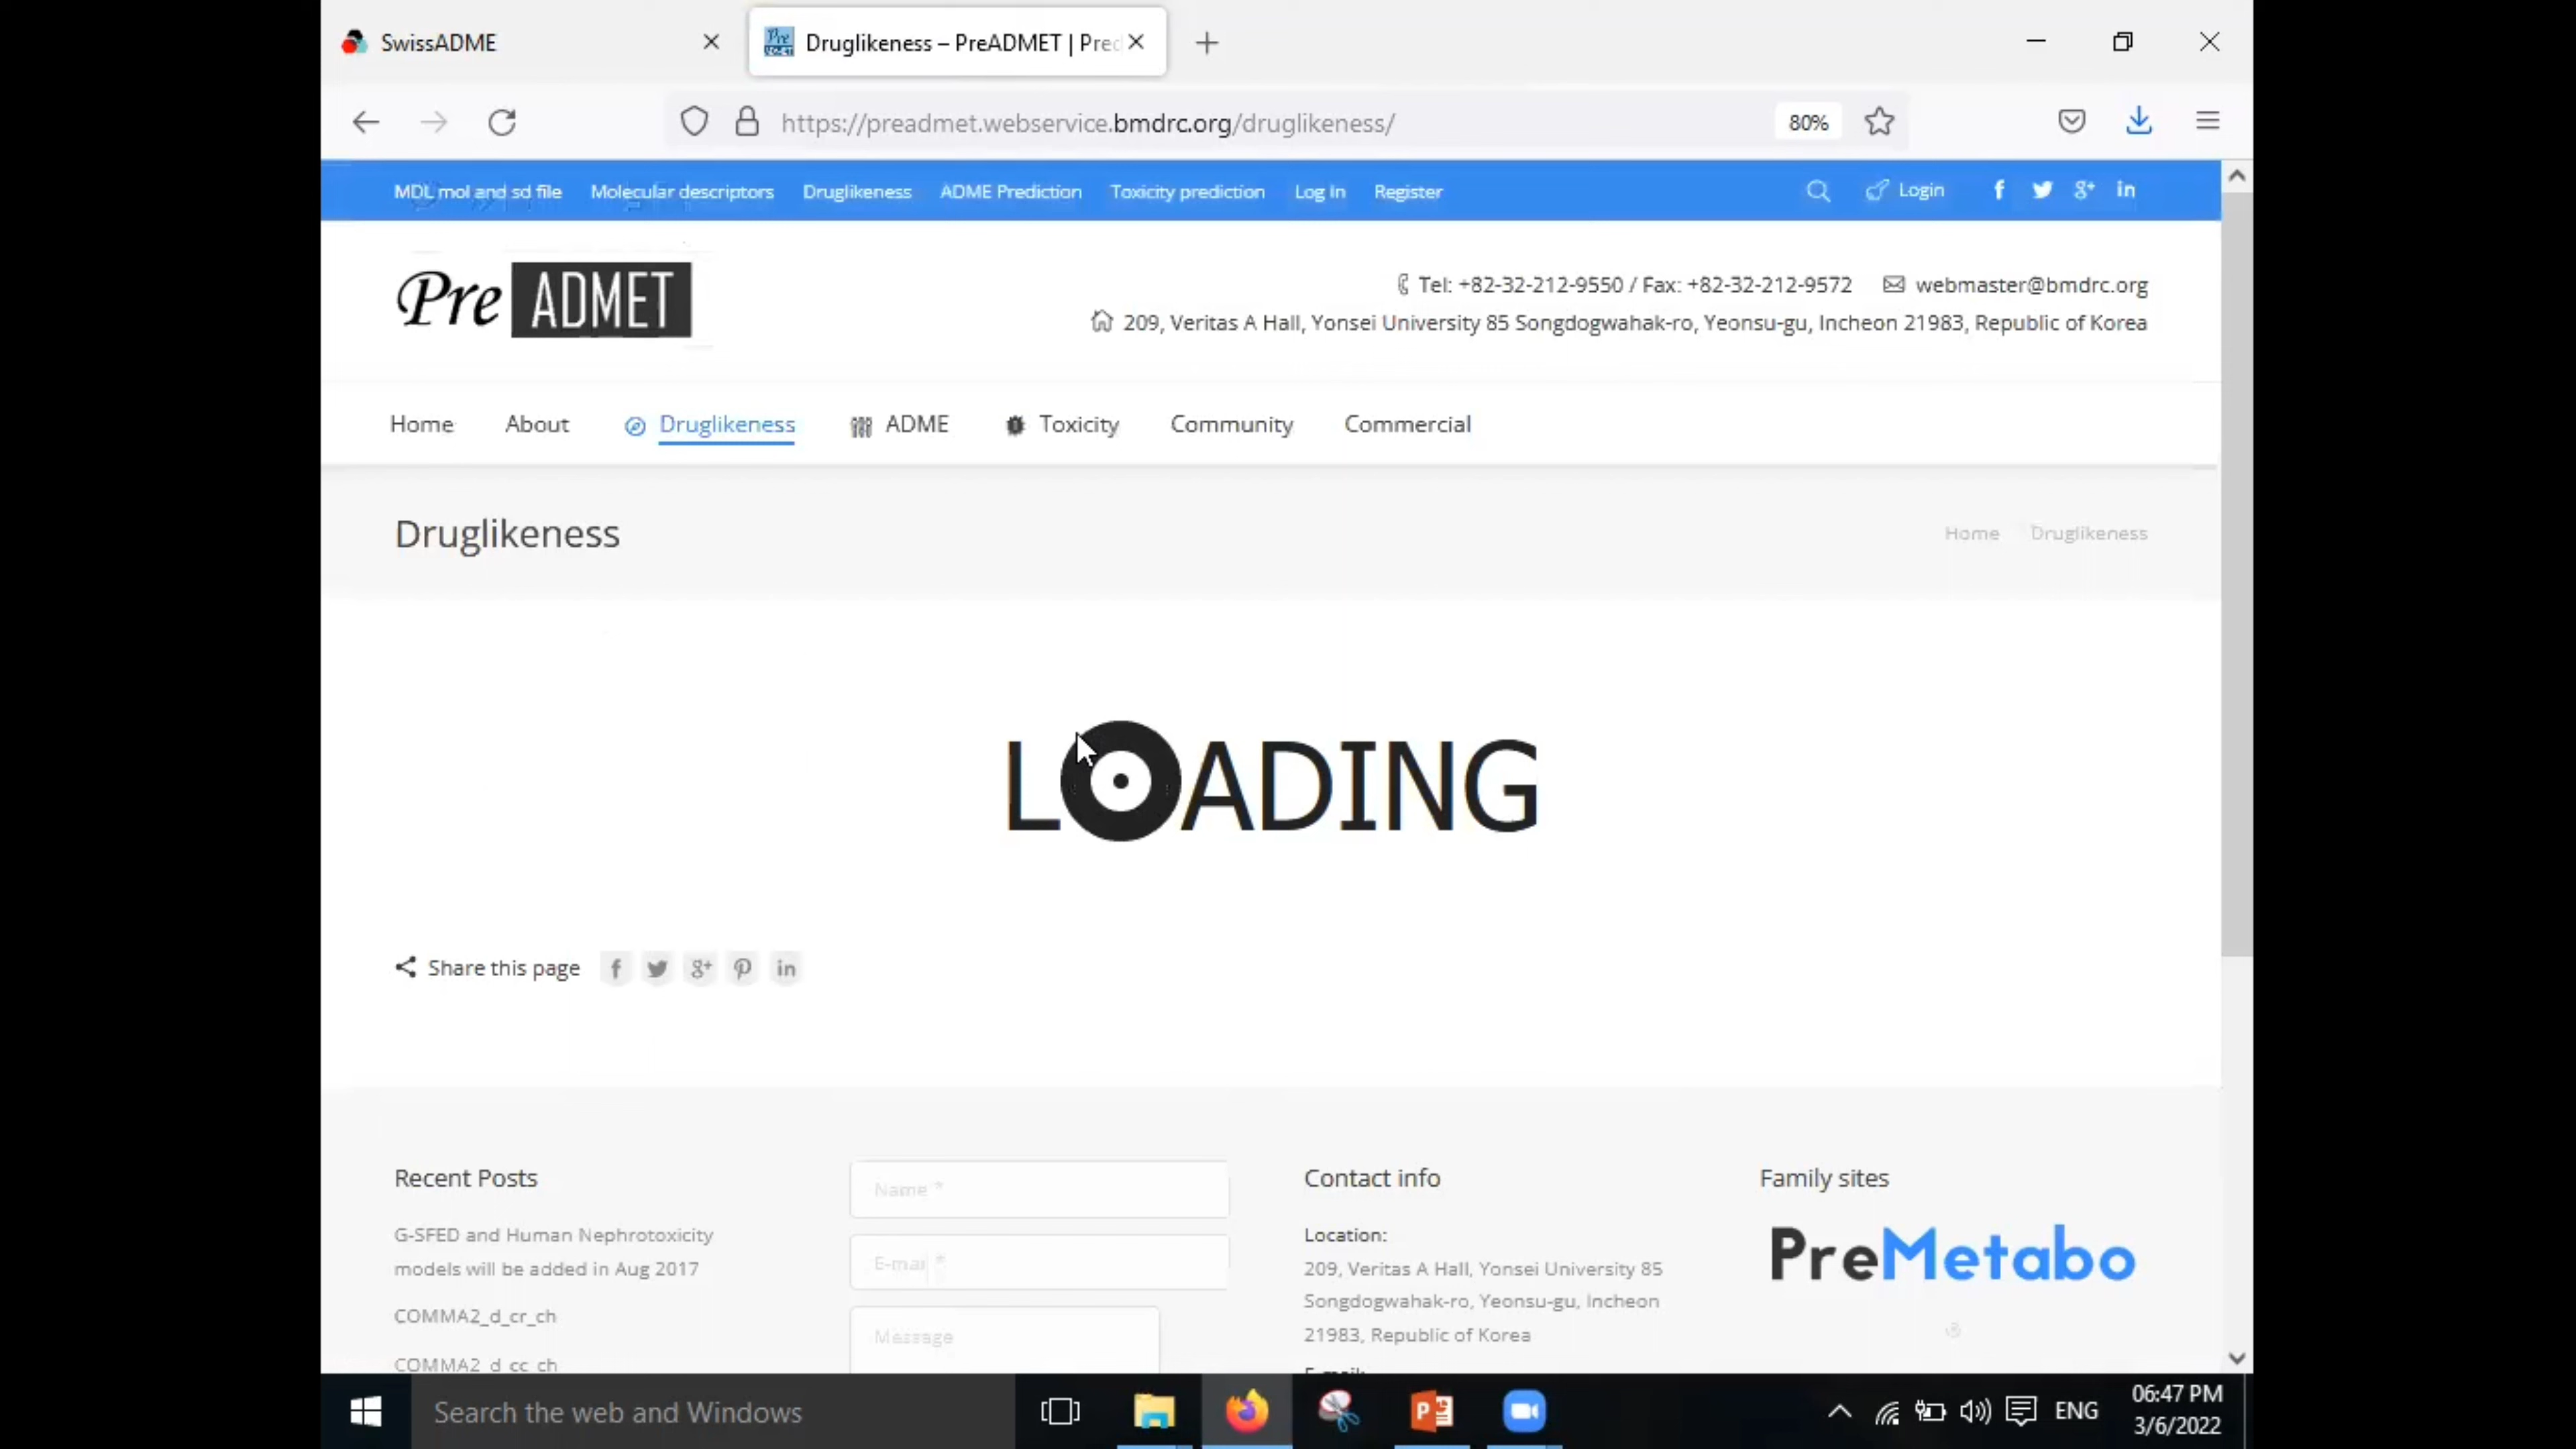 SwissADME
Druglikeness – PreADMET | Pred
https://preadmet.webservice.bmdrc.org/druglikeness/
80%
MDL mol and sd file Molecular descriptors Druglikeness ADME Prediction Toxicity prediction Log In Register Login
Pre ADMET
Tel: +82-32-212-9550 / Fax: +82-32-212-9572 webmaster@bmdrc.org
209, Veritas A Hall, Yonsei University 85 Songdogwahak-ro, Yeonsu-gu, Incheon 21983, Republic of Korea
Home About Druglikeness ADME Toxicity Community Commercial
Druglikeness
Home Druglikeness
LOADING
Share this page
Recent Posts
G-SFED and Human Nephrotoxicity
models will be added in Aug 2017
COMMA2_d_cr_ch
COMMA2_d_cc_ch
Name *
E-mail *
Message
Contact info
Location:
209, Veritas A Hall, Yonsei University 85
Songdogwahak-ro, Yeonsu-gu, Incheon
21983, Republic of Korea
Family sites
PreMetabo
Search the web and Windows
ENG
06:47 PM
3/6/2022